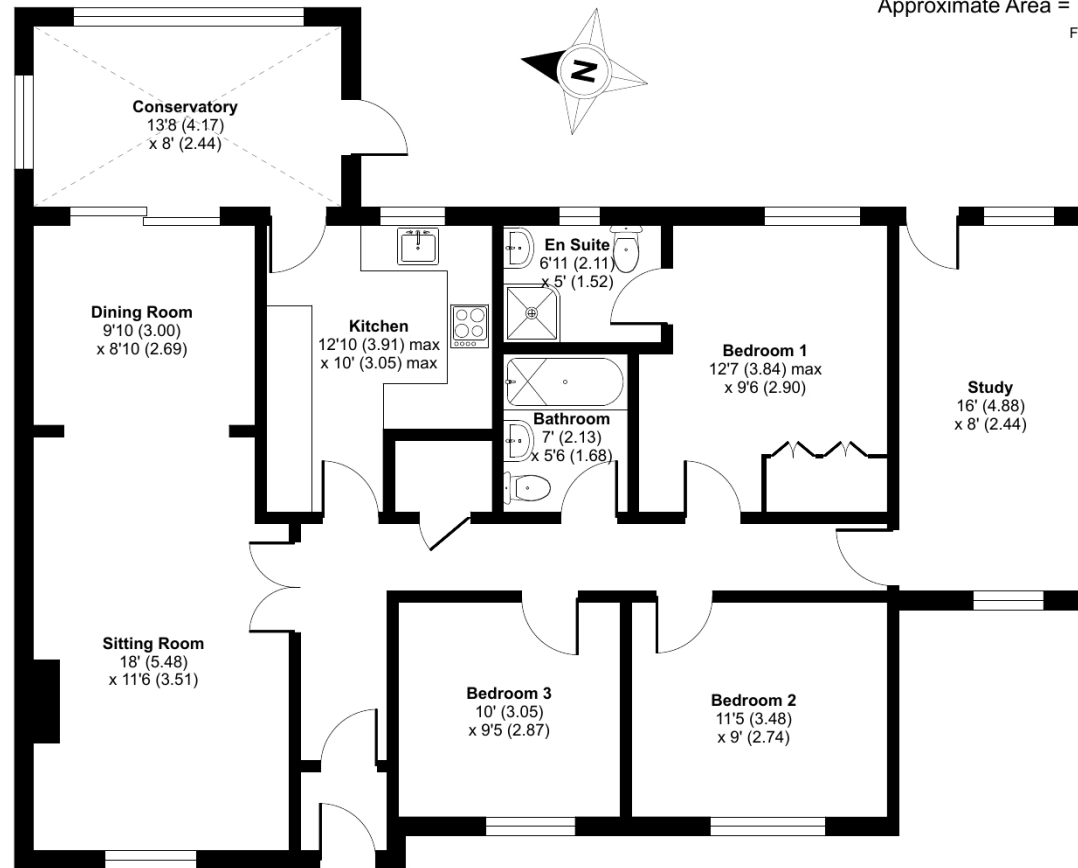 Approximate Area =
F
N
Conservatory
13'8 (4.17)
x 8' (2.44)
En Suite
6'11 (2.11)
x 5' (1.52)
Dining Room
9'10 (3.00)
x 8'10 (2.69)
Kitchen
12'10 (3.91) max
x 10' (3.05) max
Bedroom 1
12'7 (3.84) max
x 9'6 (2.90)
Study
16' (4.88)
x 8' (2.44)
Bathroom
7' (2.13)
x 5'6 (1.68)
Sitting Room
18' (5.48)
x 11'6 (3.51)
Bedroom 3
10' (3.05)
x 9'5 (2.87)
Bedroom 2
11'5 (3.48)
x 9' (2.74)